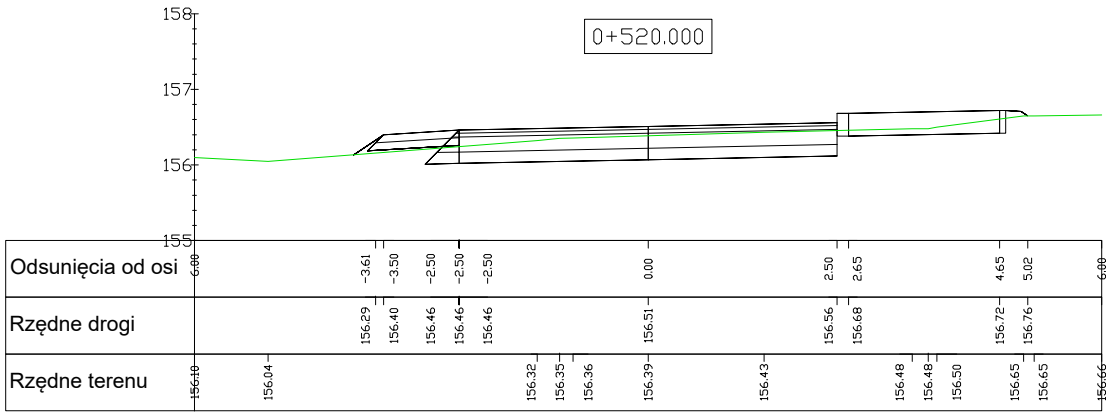 158
0+520.000
157
156
155
Odsunięcia od osi 6.00 -3.61 -3.50 -2.50 -2.50 -2.50 0.00 2.50 2.65 4.65 5.02 6.00
Rzędne drogi 156.29 156.40 156.46 156.46 156.46 156.51 156.56 156.68 156.72 156.76
Rzędne terenu 156.10 156.04 156.32 156.35 156.36 156.39 156.43 156.48 156.48 156.50 156.65 156.65 156.66